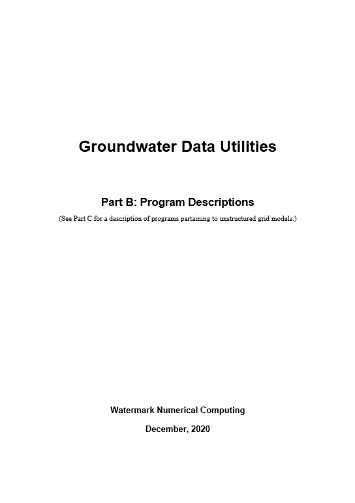 Groundwater Data Utilities
Part B: Program Descriptions
(See Part C for a description of programs pertaining to unstructured grid models.)
Watermark Numerical Computing
December, 2020